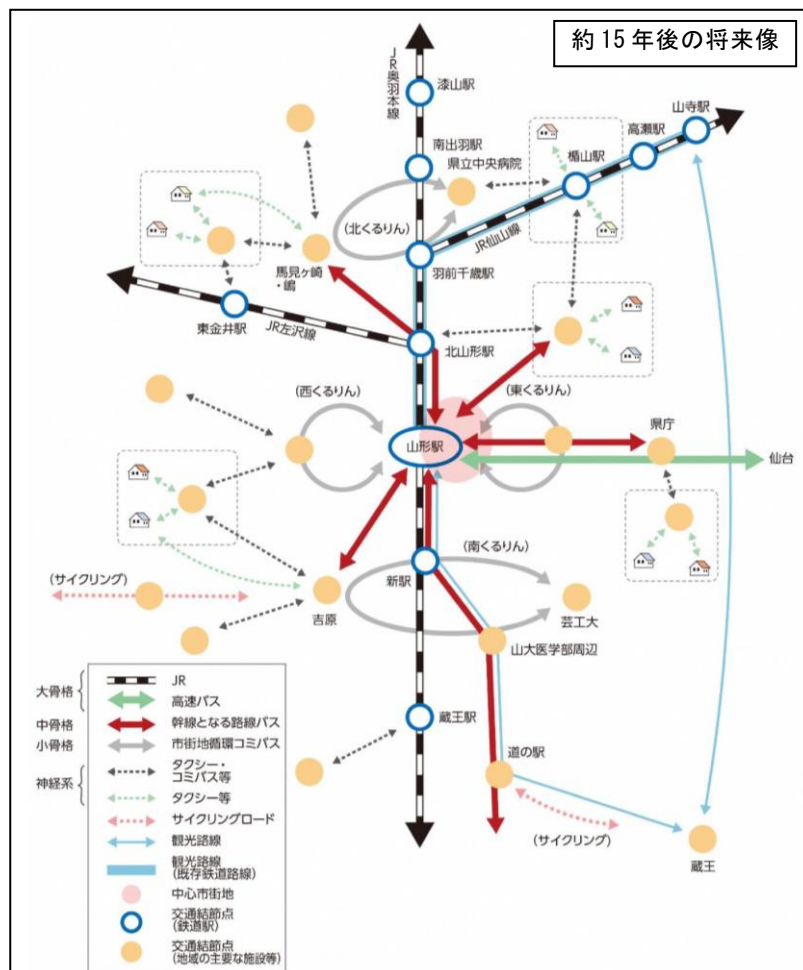 約15年後の将来像
JR奥羽本線
漆山駅
山寺駅
高瀬駅
南出羽駅
県立中央病院
楯山駅
(北くるりん)
JR仙山線
馬見ヶ崎
・嶋
羽前千歳駅
東金井駅
JR左沢線
北山形駅
(西くるりん)
(東くるりん)
県庁
山形駅
仙台
(南くるりん)
(サイクリング)
新駅
吉原
芸工大
山大医学部周辺
蔵王駅
道の駅
(サイクリング)
蔵王
大骨格
JR
高速バス
中骨格
幹線となる路線バス
小骨格
市街地循環コミバス
神経系
タクシー・
コミバス等
タクシー等
サイクリングロード
観光路線
観光路線
(既存鉄道路線)
中心市街地
交通結節点
(鉄道駅)
交通結節点
(地域の主要な施設等)